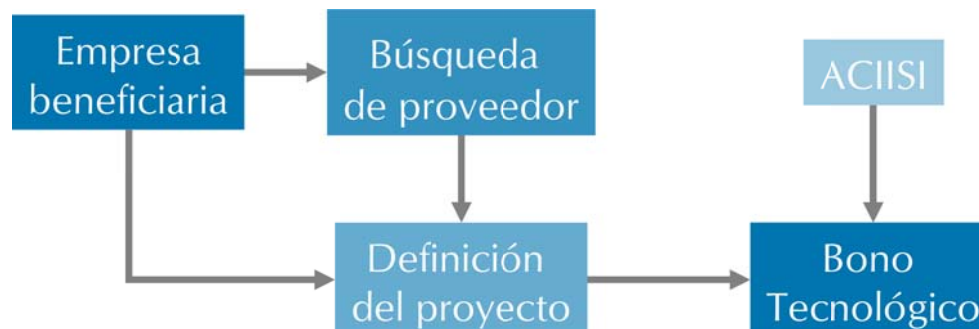 Empresa
beneficiaria
Búsqueda
de proveedor
ACIISI
Definición
del proyecto
Bono
Tecnológico